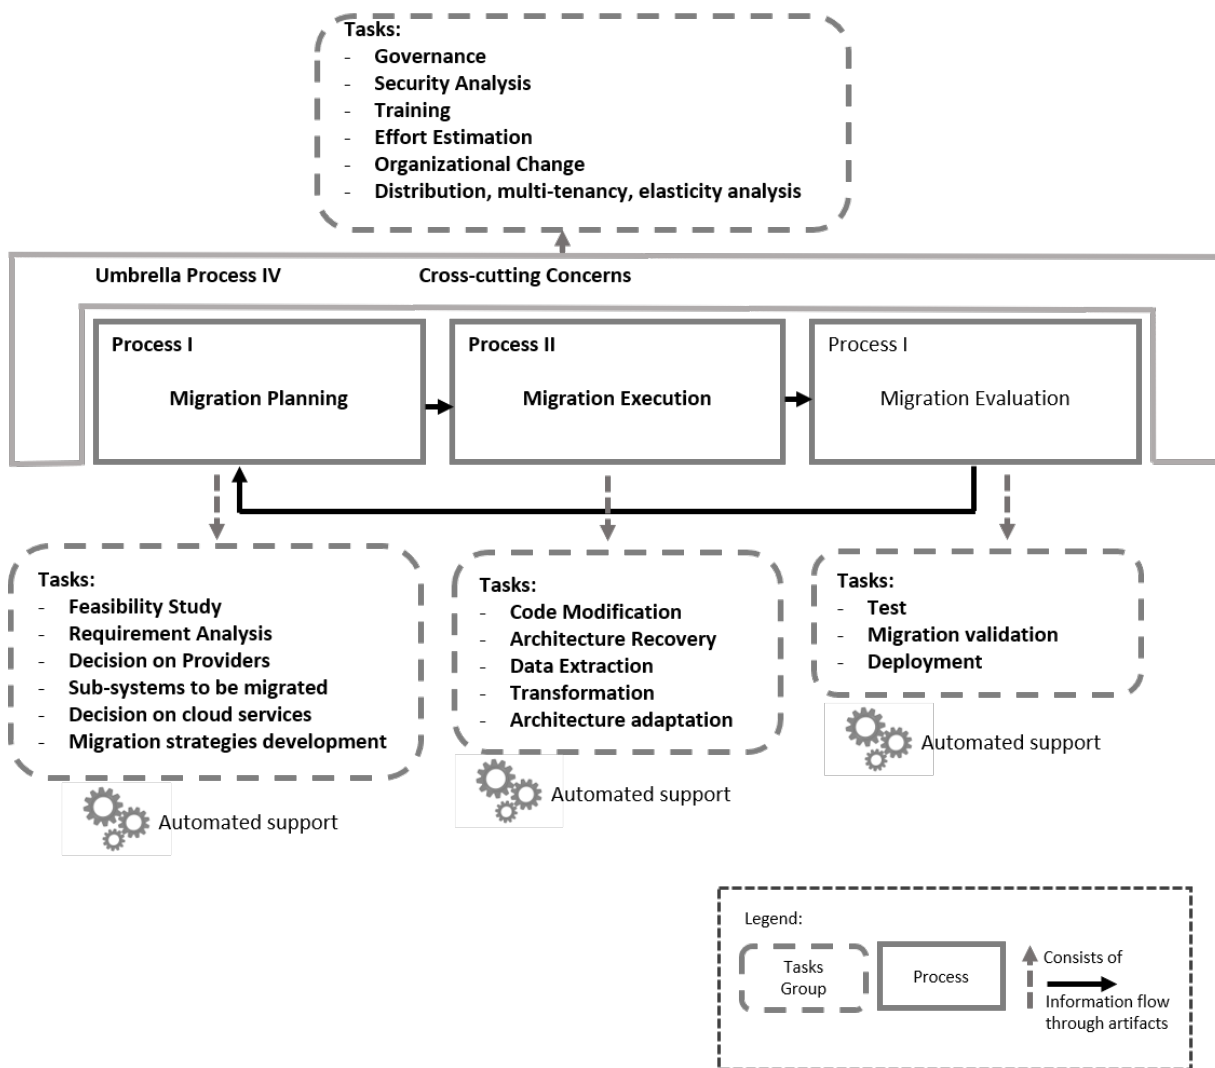 Tasks:
- Governance
- Security Analysis
- Training
- Effort Estimation
- Organizational Change
- Distribution, multi-tenancy, elasticity analysis
Umbrella Process IV
Cross-cutting Concerns
Process I
Migration Planning
Process II
Migration Execution
Process I
Migration Evaluation
Tasks:
- Feasibility Study
- Requirement Analysis
- Decision on Providers
- Sub-systems to be migrated
- Decision on cloud services
- Migration strategies development
Automated support
Tasks:
- Code Modification
- Architecture Recovery
- Data Extraction
- Transformation
- Architecture adaptation
Automated support
Tasks:
- Test
- Migration validation
- Deployment
Automated support
Legend:
Tasks
Group
Process
Consists of
Information flow
through artifacts